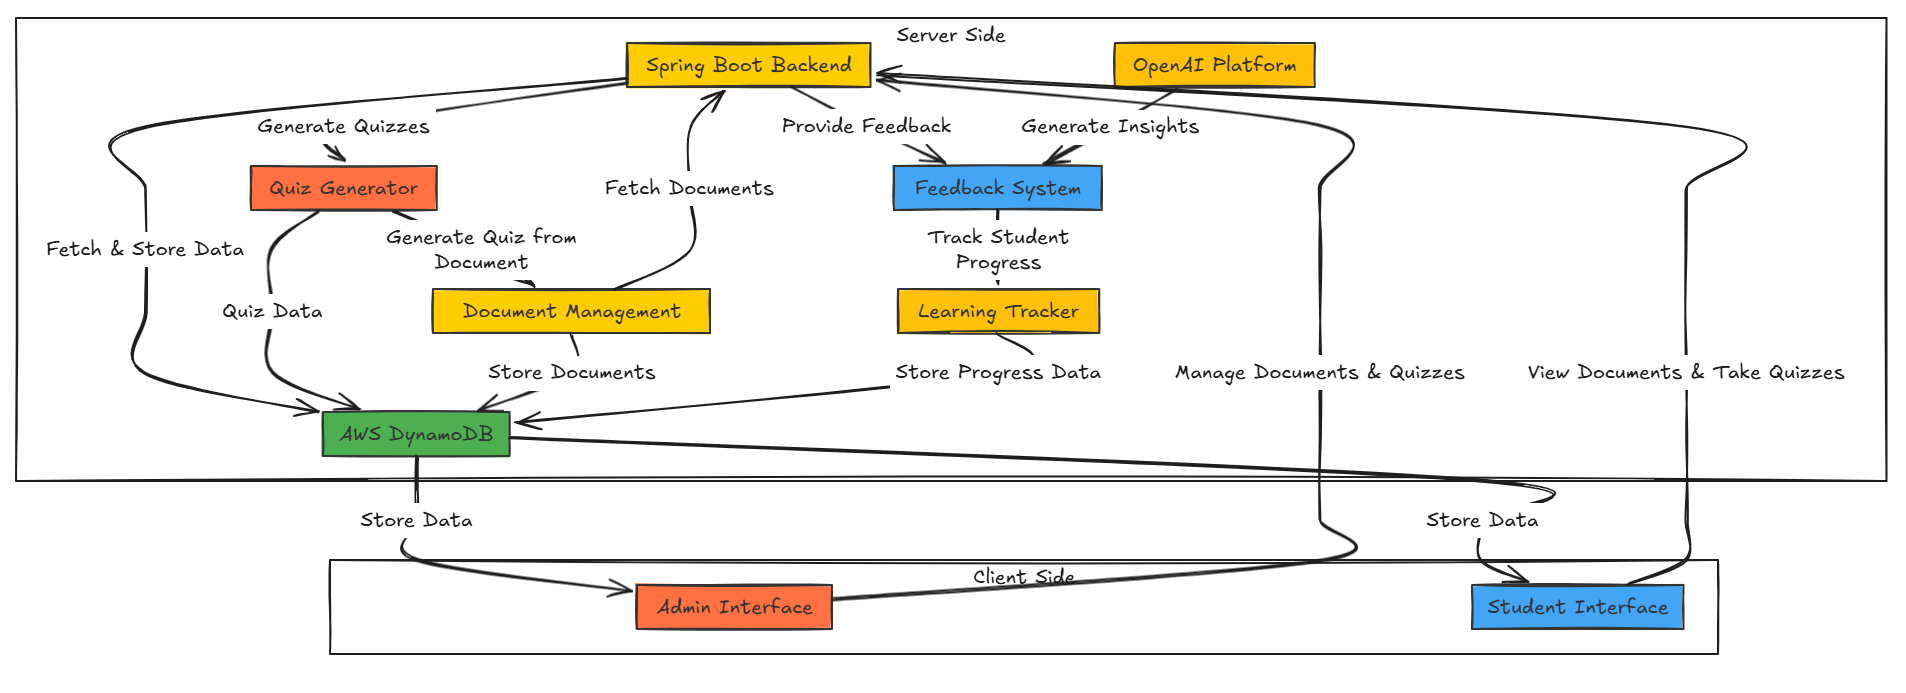 Server Side
Spring Boot Backend
OpenAI Platform
Generate Quizzes
Provide Feedback
Generate Insights
Quiz Generator
Fetch Documents
Feedback System
Fetch & Store Data
Generate Quiz from
Document
Track Student
Progress
Quiz Data
Document Management
Learning Tracker
Store Documents
Store Progress Data
Manage Documents & Quizzes
View Documents & Take Quizzes
AWS DynamoDB
Store Data
Store Data
Client Side
Admin Interface
Student Interface